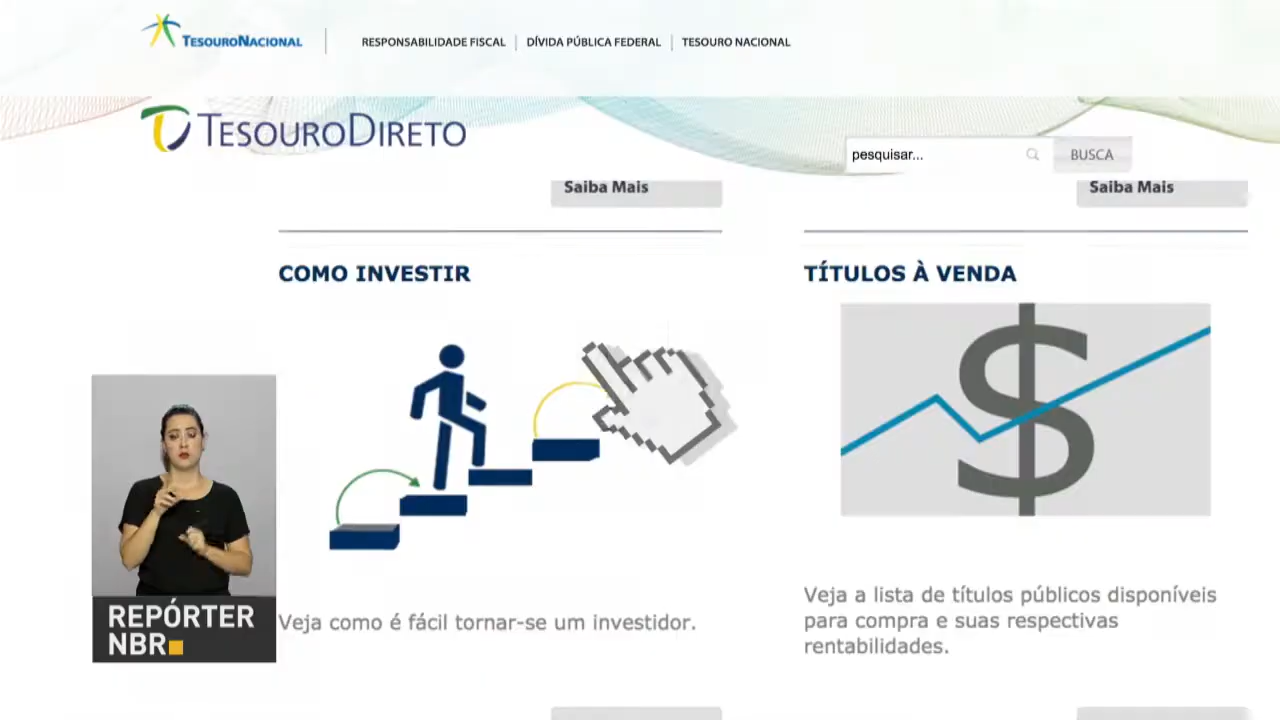 TESOURONACIONAL
RESPONSABILIDADE FISCAL
DÍVIDA PÚBLICA FEDERAL
TESOURO NACIONAL
TESOURODIRETO
pesquisar...
BUSCA
Saiba Mais
Saiba Mais
COMO INVESTIR
TÍTULOS À VENDA
$
Veja como é fácil tornar-se um investidor.
Veja a lista de títulos públicos disponíveis
para compra e suas respectivas
rentabilidades.
REPÓRTER
NBR